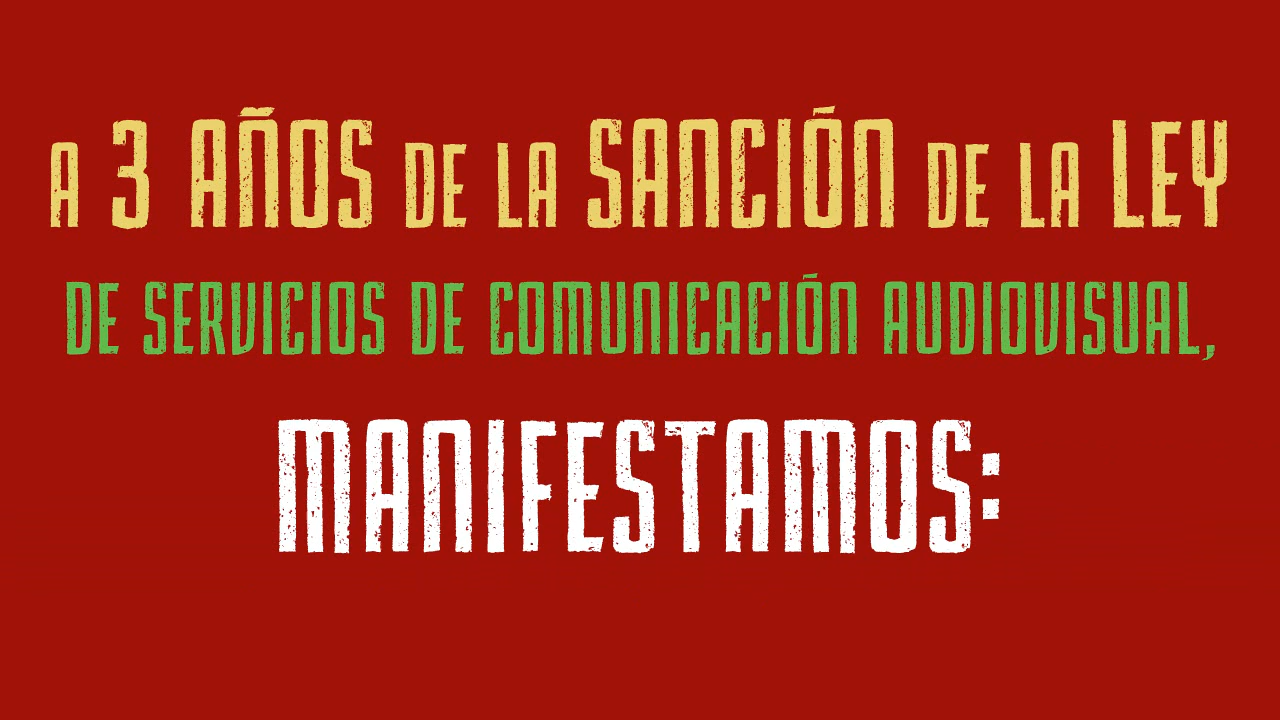 A 3 AÑOS DE LA SANCIÓN DE LA LEY
DE SERVICIOS DE COMUNICACIÓN AUDIOVISUAL,
MANIFESTAMOS: